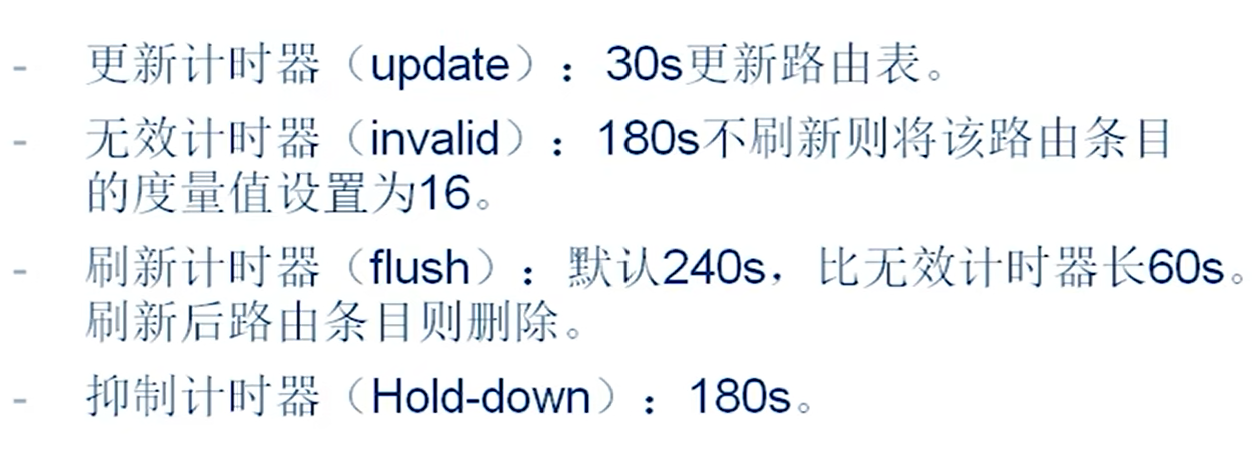 - 更新计时器（update）：30s更新路由表。
- 无效计时器（invalid）：180s不刷新则将该路由条目
的度量值设置为16。
- 刷新计时器（flush）：默认240s，比无效计时器长60s。
刷新后路由条目则删除。
- 抑制计时器（Hold-down）：180s。